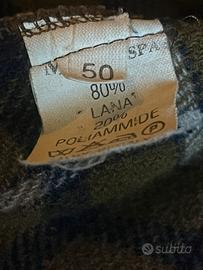 M SPA
50
80%
LANA
20%
POLIAMMIDE
subito